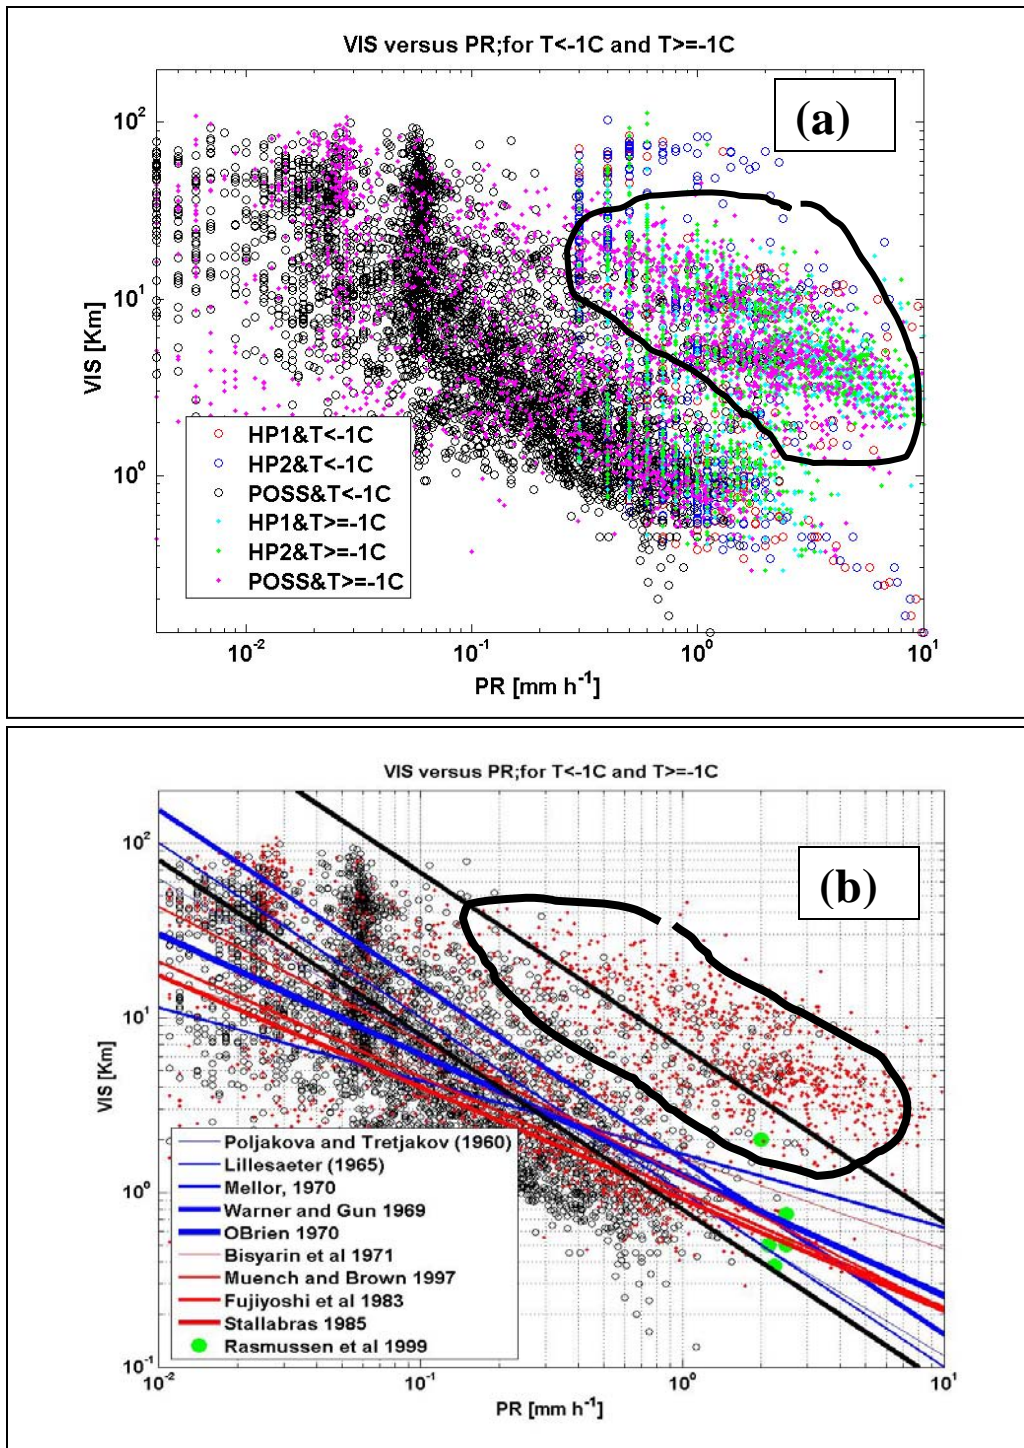 VIS versus PR;for T<-1C and T>=-1C
(a)
10²
10¹
10⁰
VIS [Km]
HP1&T<-1C
HP2&T<-1C
POSS&T<-1C
HP1&T>=-1C
HP2&T>=-1C
POSS&T>=-1C
10⁻² 10⁻¹ 10⁰ 10¹
PR [mm h⁻¹]
VIS versus PR;for T<-1C and T>=-1C
(b)
10²
10¹
10⁰
10⁻¹
VIS [Km]
Poljakova and Tretjakov (1960)
Lillesaeter (1965)
Mellor, 1970
Warner and Gun 1969
OBrien 1970
Bisyarin et al 1971
Muench and Brown 1997
Fujiyoshi et al 1983
Stallabras 1985
Rasmussen et al 1999
10⁻² 10⁻¹ 10⁰ 10¹
PR [mm h⁻¹]